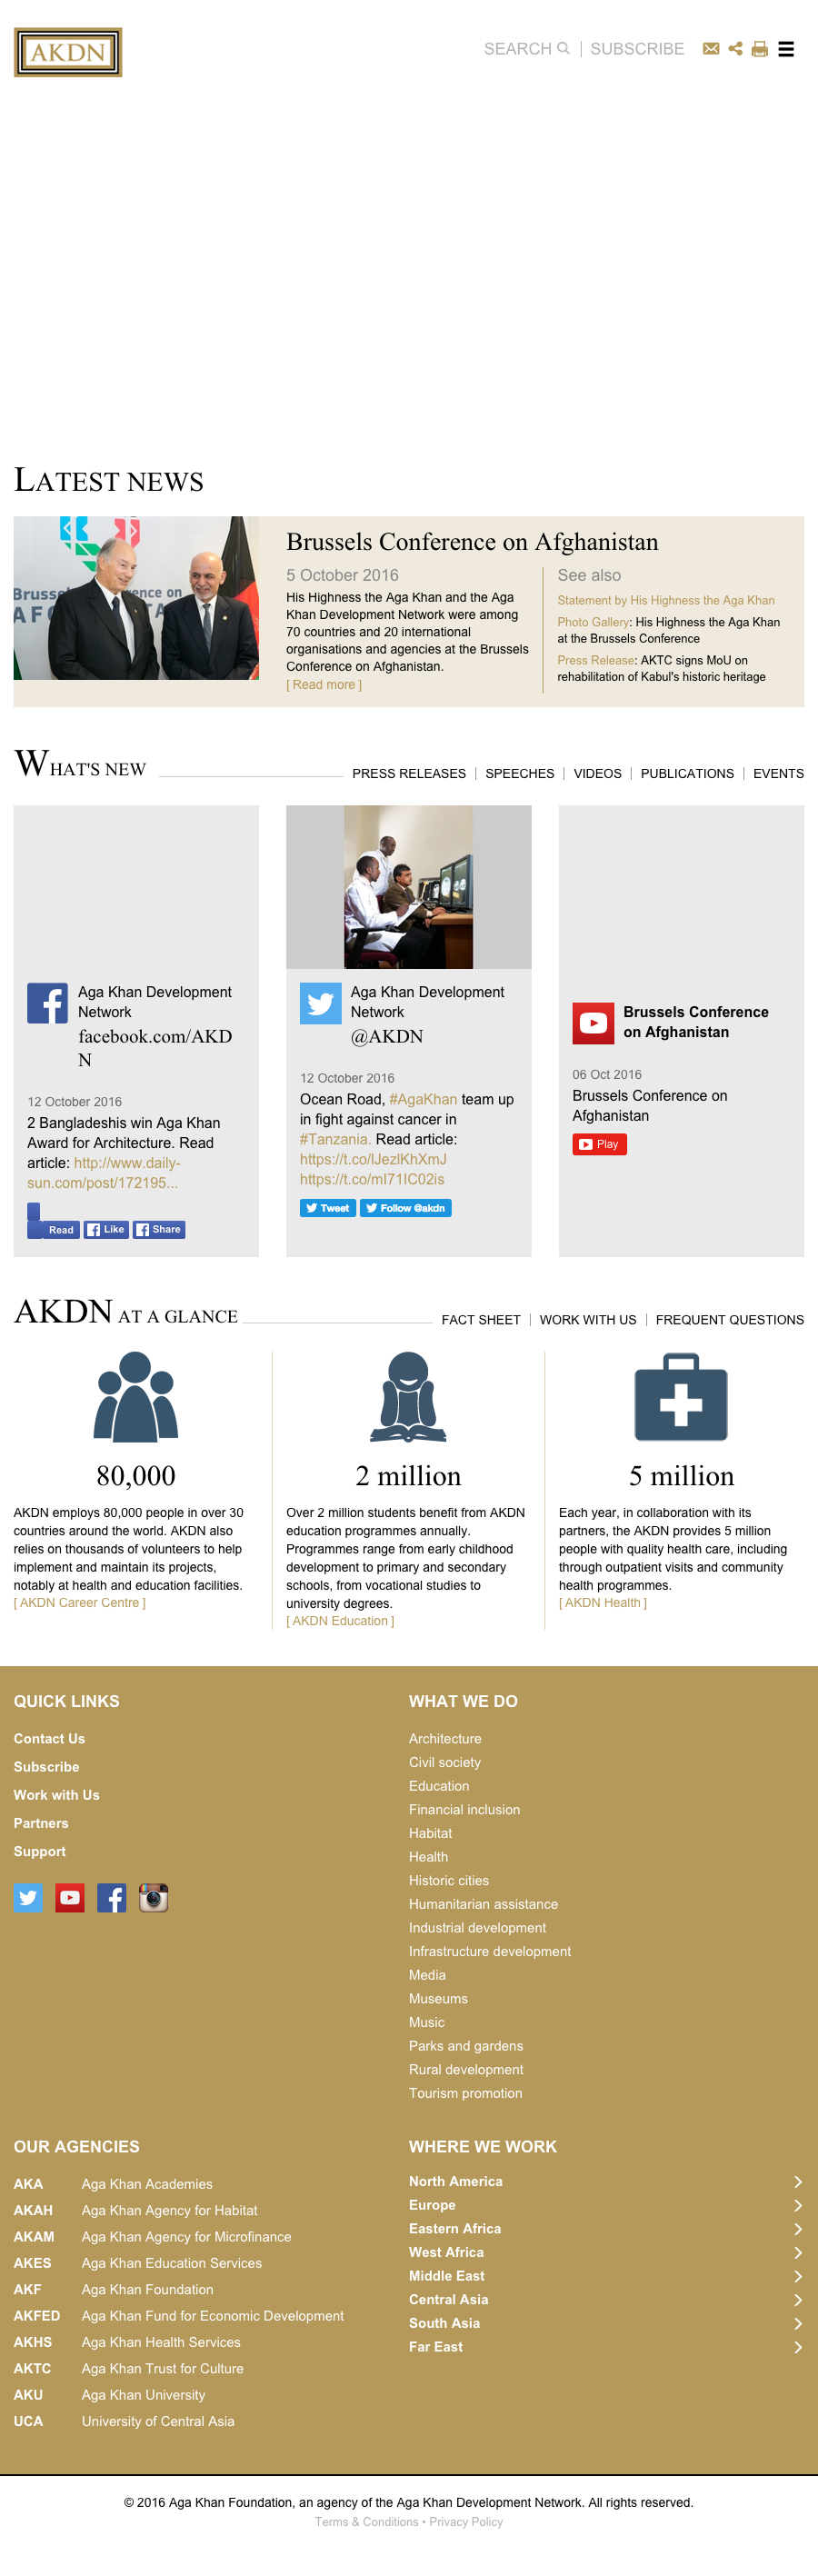 AKDN
SEARCH | SUBSCRIBE
LATEST NEWS
Brussels Conference on Afghanistan
5 October 2016
His Highness the Aga Khan and the Aga
Khan Development Network were among
70 countries and 20 international
organisations and agencies at the Brussels
Conference on Afghanistan.
[ Read more ]
See also
Statement by His Highness the Aga Khan
Photo Gallery: His Highness the Aga Khan
at the Brussels Conference
Press Release: AKTC signs MoU on
rehabilitation of Kabul's historic heritage
WHAT'S NEW
PRESS RELEASES | SPEECHES | VIDEOS | PUBLICATIONS | EVENTS
Aga Khan Development
Network
facebook.com/AKD
N
12 October 2016
2 Bangladeshis win Aga Khan
Award for Architecture. Read
article: http://www.daily-
sun.com/post/172195...
Read Like Share
Aga Khan Development
Network
@AKDN
12 October 2016
Ocean Road, #AgaKhan team up
in fight against cancer in
#Tanzania. Read article:
https://t.co/lJezlKhXmJ
https://t.co/mI71IC02is
Tweet Follow @akdn
Brussels Conference
on Afghanistan
06 Oct 2016
Brussels Conference on
Afghanistan
Play
AKDN AT A GLANCE
FACT SHEET | WORK WITH US | FREQUENT QUESTIONS
80,000
AKDN employs 80,000 people in over 30
countries around the world. AKDN also
relies on thousands of volunteers to help
implement and maintain its projects,
notably at health and education facilities.
[ AKDN Career Centre ]
2 million
Over 2 million students benefit from AKDN
education programmes annually.
Programmes range from early childhood
development to primary and secondary
schools, from vocational studies to
university degrees.
[ AKDN Education ]
5 million
Each year, in collaboration with its
partners, the AKDN provides 5 million
people with quality health care, including
through outpatient visits and community
health programmes.
[ AKDN Health ]
QUICK LINKS
Contact Us
Subscribe
Work with Us
Partners
Support
WHAT WE DO
Architecture
Civil society
Education
Financial inclusion
Habitat
Health
Historic cities
Humanitarian assistance
Industrial development
Infrastructure development
Media
Museums
Music
Parks and gardens
Rural development
Tourism promotion
OUR AGENCIES
AKA Aga Khan Academies
AKAH Aga Khan Agency for Habitat
AKAM Aga Khan Agency for Microfinance
AKES Aga Khan Education Services
AKF Aga Khan Foundation
AKFED Aga Khan Fund for Economic Development
AKHS Aga Khan Health Services
AKTC Aga Khan Trust for Culture
AKU Aga Khan University
UCA University of Central Asia
WHERE WE WORK
North America
Europe
Eastern Africa
West Africa
Middle East
Central Asia
South Asia
Far East
© 2016 Aga Khan Foundation, an agency of the Aga Khan Development Network. All rights reserved.
Terms & Conditions • Privacy Policy